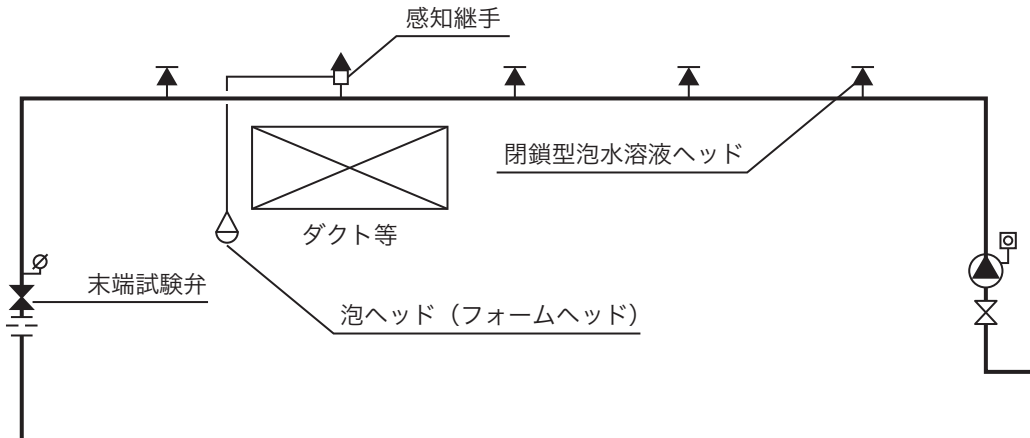 感知継手
閉鎖型泡水溶液ヘッド
ダクト等
末端試験弁
泡ヘッド（フォームヘッド）